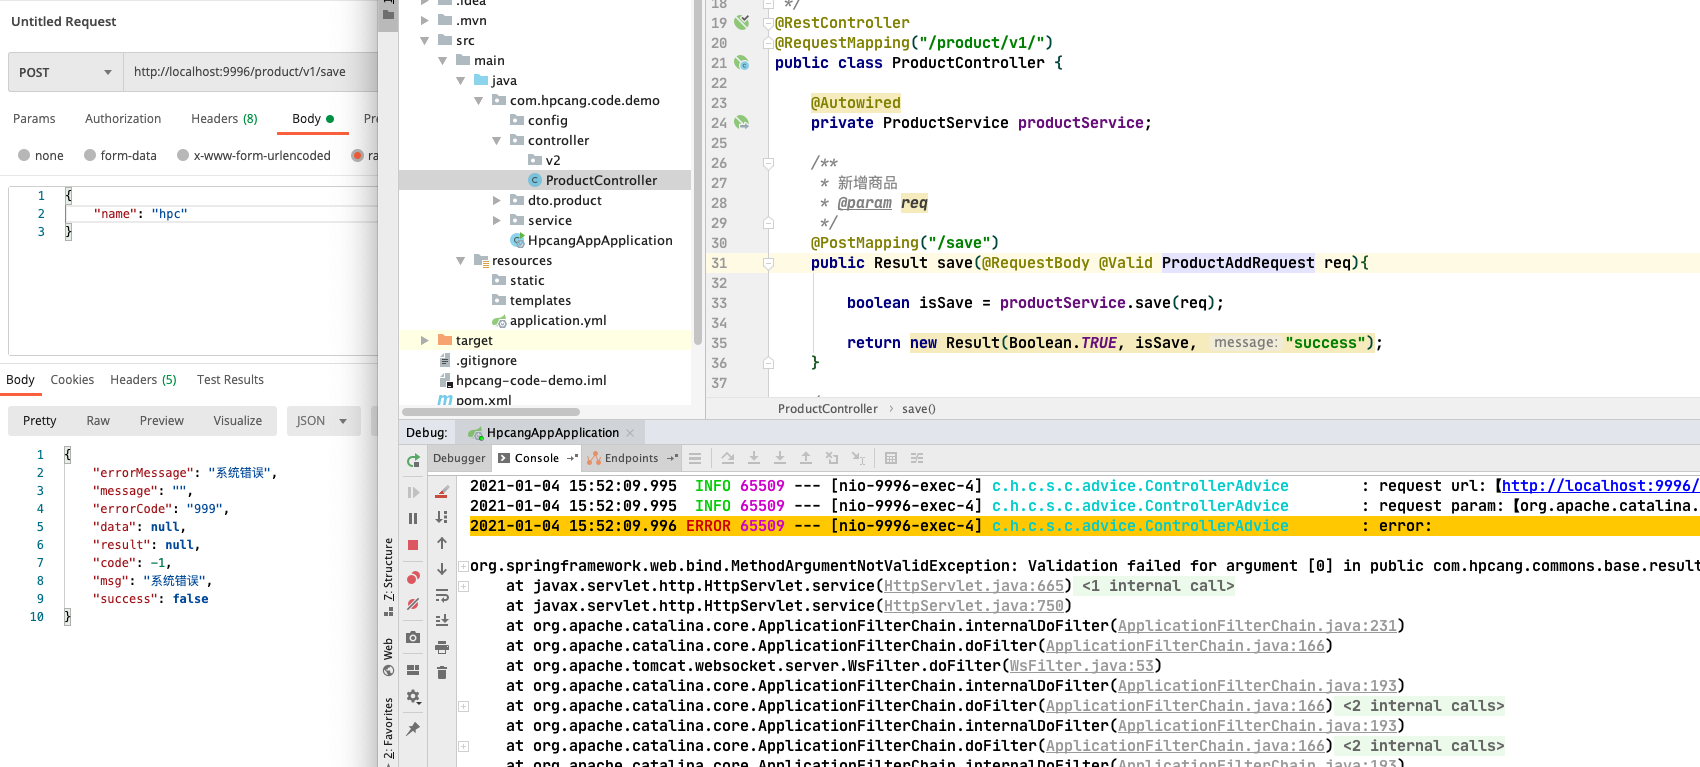 Untitled Request
POST
http://localhost:9996/product/v1/save
Params
Authorization
Headers (8)
Body
Pre
none
form-data
x-www-form-urlencoded
ra
1 {
2 "name": "hpc"
3 }
Body
Cookies
Headers (5)
Test Results
Pretty
Raw
Preview
Visualize
JSON
1 {
2 "errorMessage": "系统错误",
3 "message": "",
4 "errorCode": "999",
5 "data": null,
6 "result": null,
7 "code": -1,
8 "msg": "系统错误",
9 "success": false
10 }
.idea
.mvn
src
main
java
com.hpcang.code.demo
config
controller
v2
ProductController
dto.product
service
HpcangAppApplication
resources
static
templates
application.yml
target
.gitignore
hpcang-code-demo.iml
pom.xml
18 */
19 @RestController
20 @RequestMapping("/product/v1/")
21 public class ProductController {
22
23 @Autowired
24 private ProductService productService;
25
26 /**
27 * 新增商品
28 * @param req
29 */
30 @PostMapping("/save")
31 public Result save(@RequestBody @Valid ProductAddRequest req){
32
33 boolean isSave = productService.save(req);
34
35 return new Result(Boolean.TRUE, isSave, message: "success");
36 }
37
ProductController › save()
Debug: HpcangAppApplication ×
Debugger
Console
Endpoints
7: Structure
Web
2: Favorites
2021-01-04 15:52:09.995 INFO 65509 --- [nio-9996-exec-4] c.h.c.s.c.advice.ControllerAdvice : request url:【http://localhost:9996/
2021-01-04 15:52:09.995 INFO 65509 --- [nio-9996-exec-4] c.h.c.s.c.advice.ControllerAdvice : request param:【org.apache.catalina.
2021-01-04 15:52:09.996 ERROR 65509 --- [nio-9996-exec-4] c.h.c.s.c.advice.ControllerAdvice : error:
org.springframework.web.bind.MethodArgumentNotValidException: Validation failed for argument [0] in public com.hpcang.commons.base.result
at javax.servlet.http.HttpServlet.service(HttpServlet.java:665) <1 internal call>
at javax.servlet.http.HttpServlet.service(HttpServlet.java:750)
at org.apache.catalina.core.ApplicationFilterChain.internalDoFilter(ApplicationFilterChain.java:231)
at org.apache.catalina.core.ApplicationFilterChain.doFilter(ApplicationFilterChain.java:166)
at org.apache.tomcat.websocket.server.WsFilter.doFilter(WsFilter.java:53)
at org.apache.catalina.core.ApplicationFilterChain.internalDoFilter(ApplicationFilterChain.java:193)
at org.apache.catalina.core.ApplicationFilterChain.doFilter(ApplicationFilterChain.java:166) <2 internal calls>
at org.apache.catalina.core.ApplicationFilterChain.internalDoFilter(ApplicationFilterChain.java:193)
at org.apache.catalina.core.ApplicationFilterChain.doFilter(ApplicationFilterChain.java:166) <2 internal calls>
at org.apache.catalina.core.ApplicationFilterChain.internalDoFilter(ApplicationFilterChain.java:193)